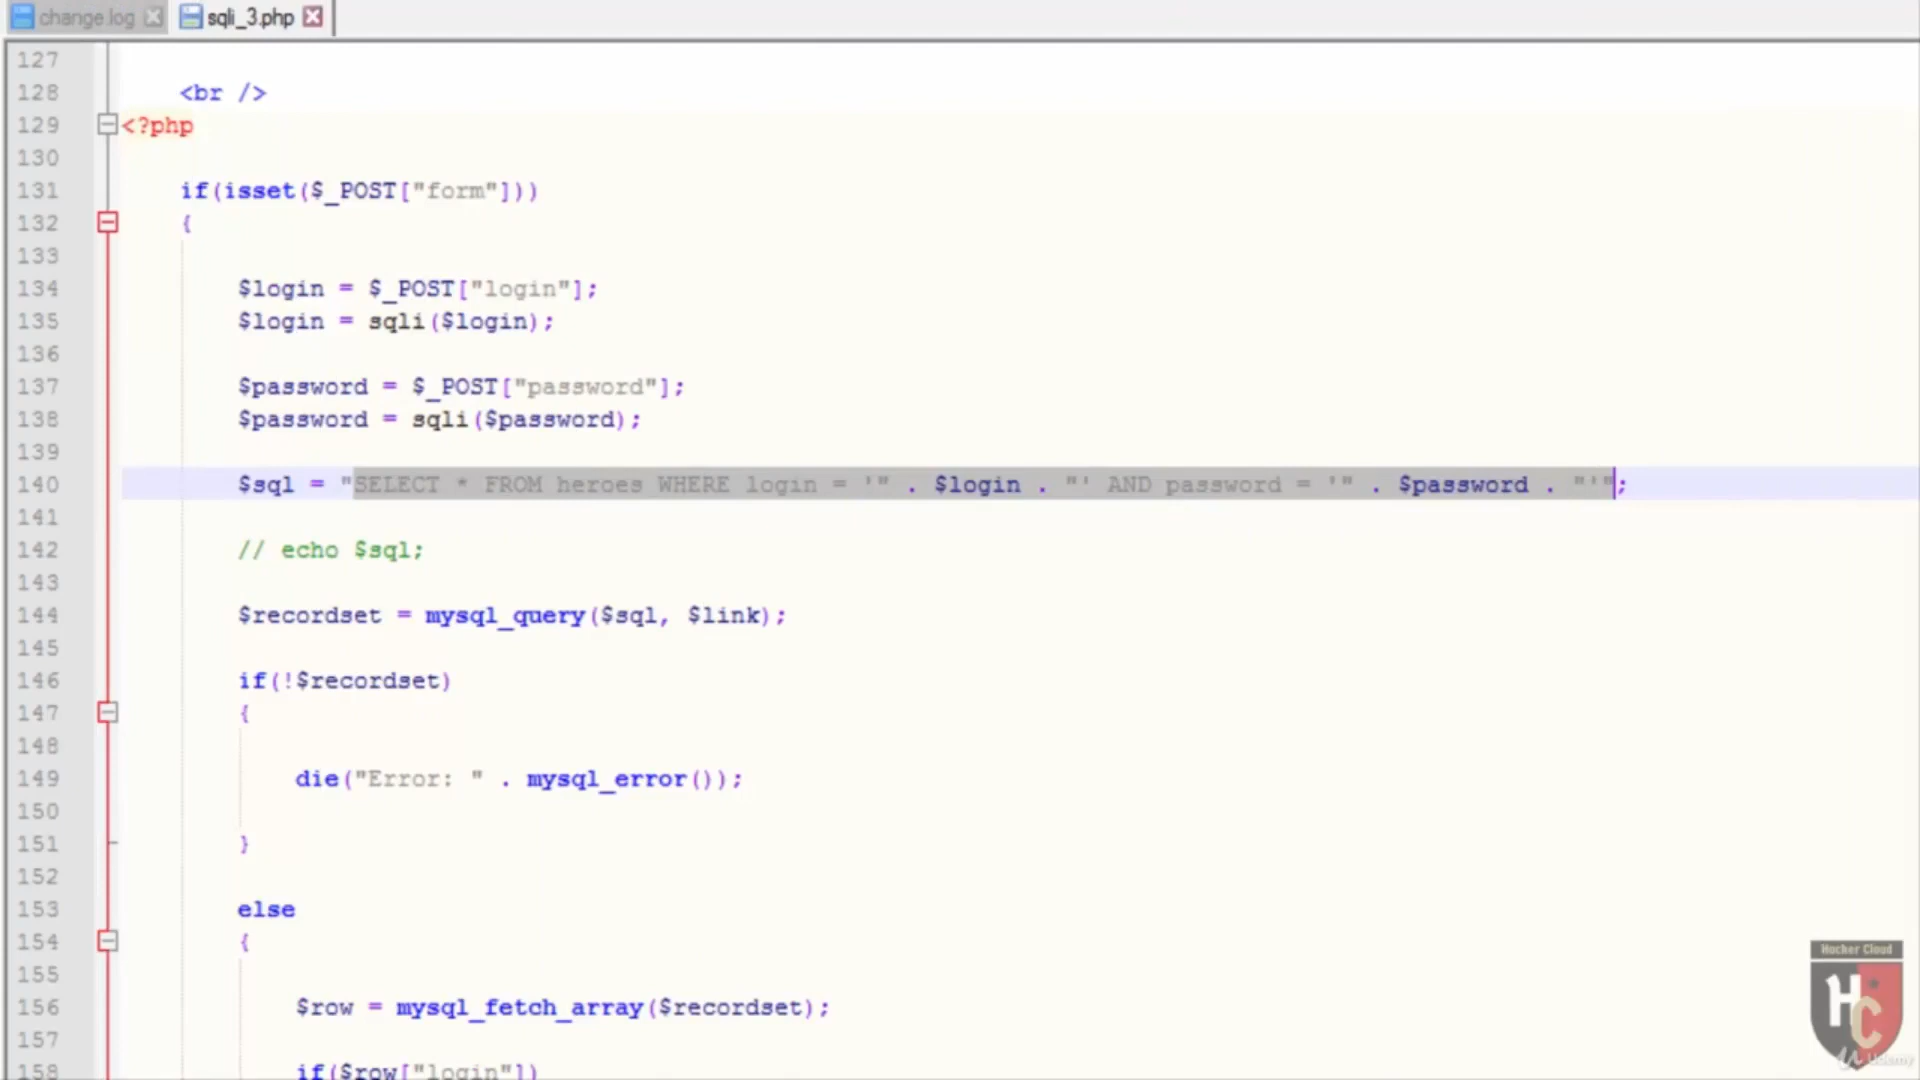 change.log
sqli_3.php
127
128 <br />
129 <?php
130
131 if(isset($_POST["form"]))
132 {
133
134 $login = $_POST["login"];
135 $login = sqli($login);
136
137 $password = $_POST["password"];
138 $password = sqli($password);
139
140 $sql = "SELECT * FROM heroes WHERE login = '" . $login . "' AND password = '" . $password . "'";
141
142 // echo $sql;
143
144 $recordset = mysql_query($sql, $link);
145
146 if(!$recordset)
147 {
148
149 die("Error: " . mysql_error());
150
151 }
152
153 else
154 {
155
156 $row = mysql_fetch_array($recordset);
157
158 if($row["login"])
Hacker Cloud
HC
Udemy